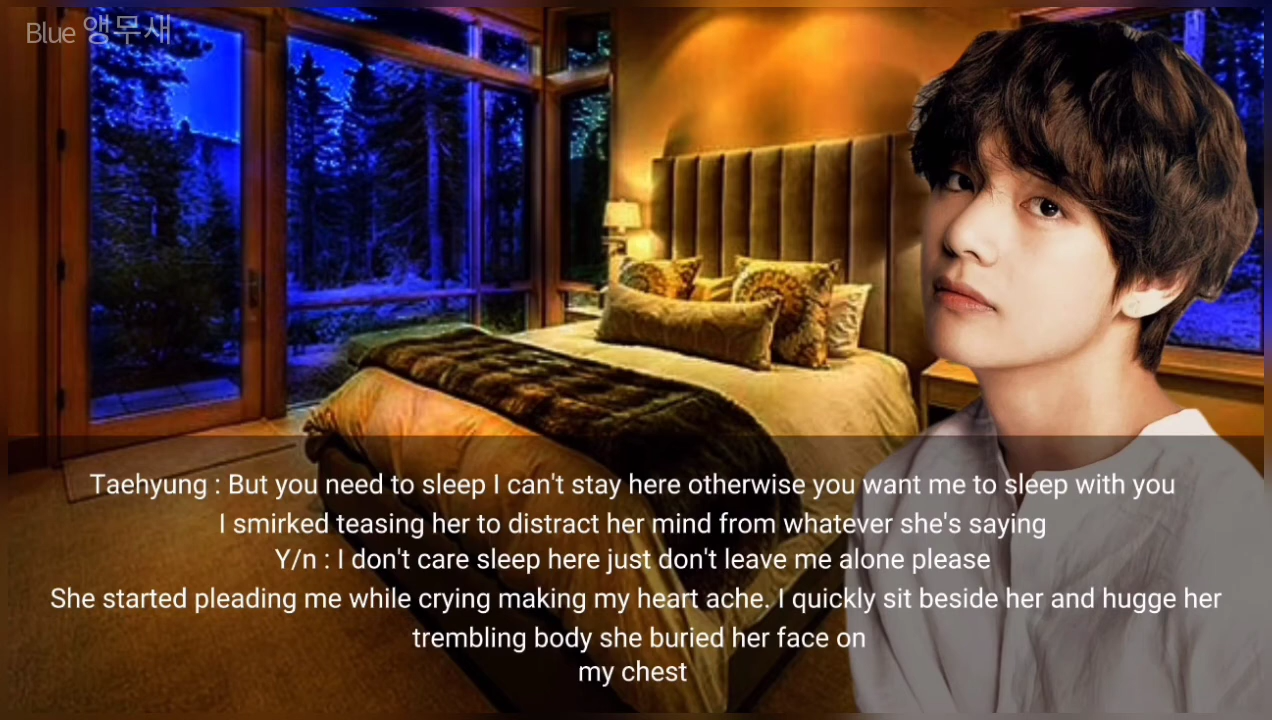 Blue 앵무새
Taehyung : But you need to sleep I can't stay here otherwise you want me to sleep with you
I smirked teasing her to distract her mind from whatever she's saying
Y/n : I don't care sleep here just don't leave me alone please
She started pleading me while crying making my heart ache. I quickly sit beside her and hugge her
trembling body she buried her face on
my chest